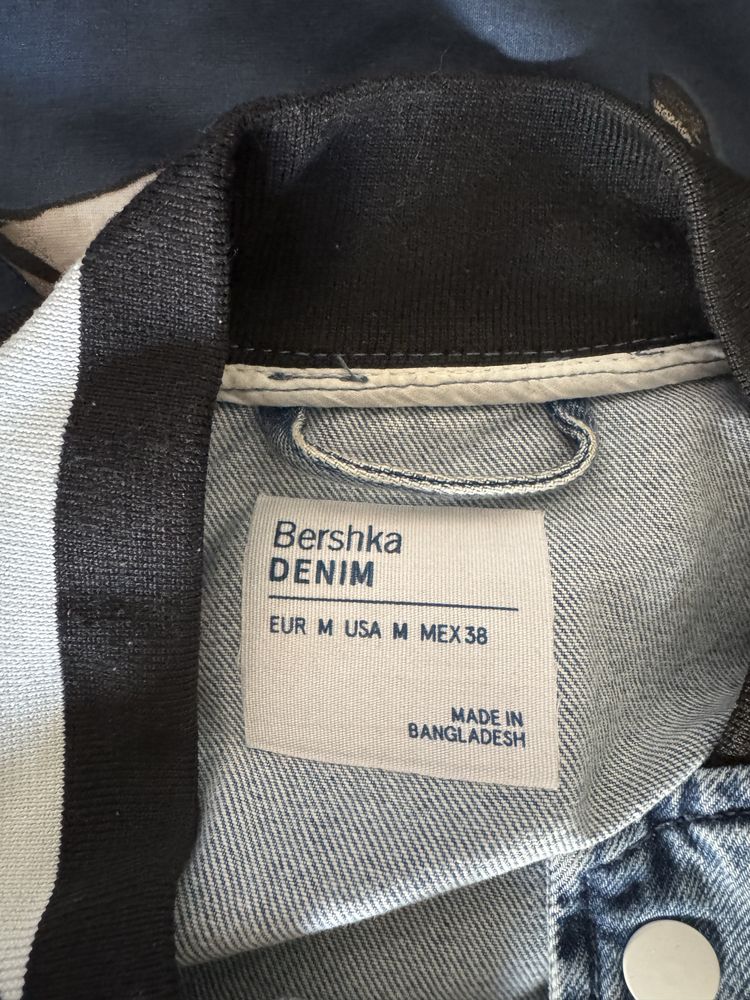 Bershka
DENIM
EUR M USA M MEX 38
MADE IN
BANGLADESH